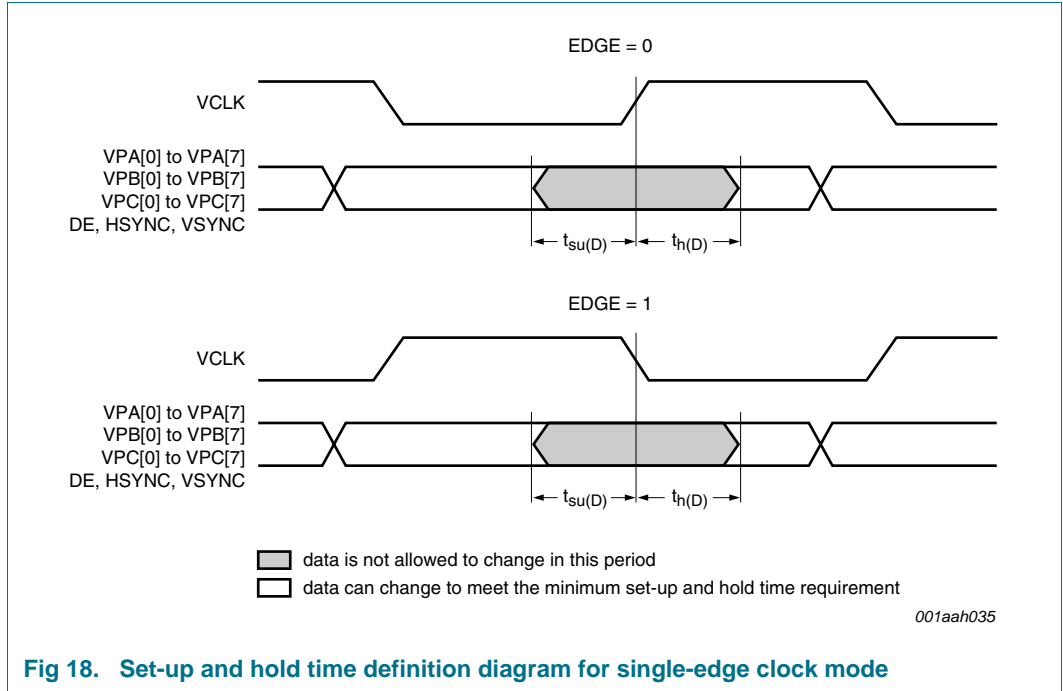 EDGE = 0
VCLK
VPA[0] to VPA[7]
VPB[0] to VPB[7]
VPC[0] to VPC[7]
DE, HSYNC, VSYNC
tsu(D) th(D)
EDGE = 1
VCLK
VPA[0] to VPA[7]
VPB[0] to VPB[7]
VPC[0] to VPC[7]
DE, HSYNC, VSYNC
tsu(D) th(D)
data is not allowed to change in this period
data can change to meet the minimum set-up and hold time requirement
001aah035
Fig 18. Set-up and hold time definition diagram for single-edge clock mode